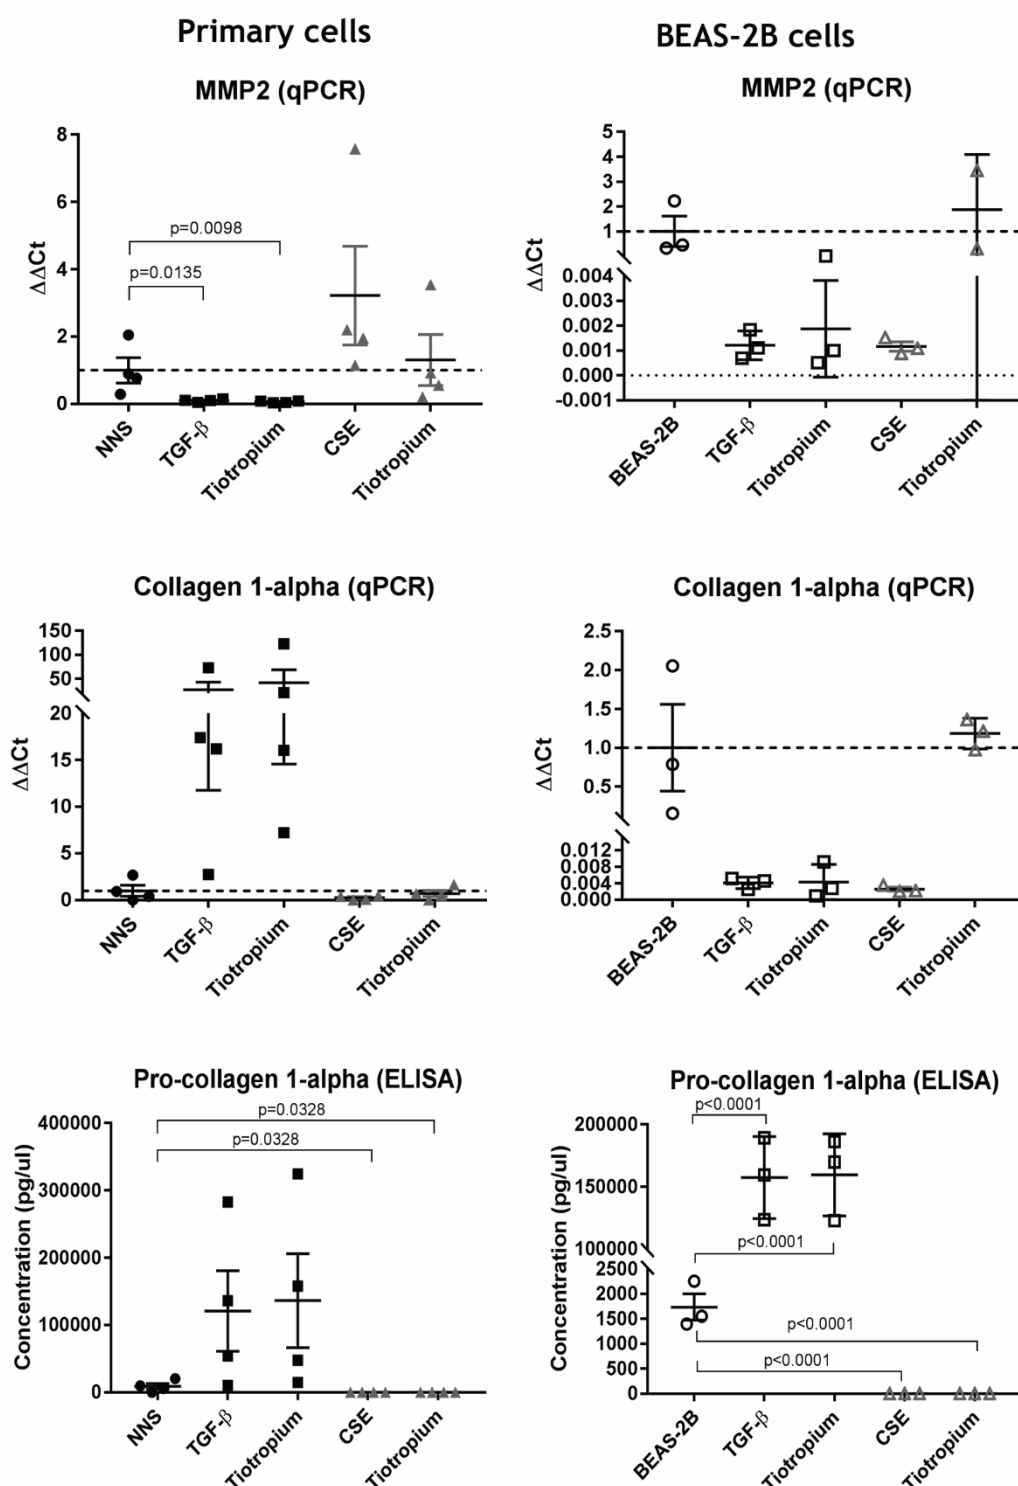 Primary cells
BEAS-2B cells
MMP2 (qPCR)
8
6
4
2
0
ΔΔCt
p=0.0098
p=0.0135
NNS
TGF-β
Tiotropium
CSE
Tiotropium
MMP2 (qPCR)
5
4
3
2
1
0.004
0.003
0.002
0.001
0.000
-0.001
ΔΔCt
BEAS-2B
TGF-β
Tiotropium
CSE
Tiotropium
Collagen 1-alpha (qPCR)
150
100
50
20
15
10
5
0
ΔΔCt
NNS
TGF-β
Tiotropium
CSE
Tiotropium
Collagen 1-alpha (qPCR)
2.5
2.0
1.5
1.0
0.5
0.012
0.008
0.004
0.000
ΔΔCt
BEAS-2B
TGF-β
Tiotropium
CSE
Tiotropium
Pro-collagen 1-alpha (ELISA)
400000
300000
200000
100000
0
Concentration (pg/ul)
p=0.0328
p=0.0328
NNS
TGF-β
Tiotropium
CSE
Tiotropium
Pro-collagen 1-alpha (ELISA)
p<0.0001
200000
150000
100000
2500
2000
1500
1000
500
0
Concentration (pg/ul)
p<0.0001
p<0.0001
p<0.0001
BEAS-2B
TGF-β
Tiotropium
CSE
Tiotropium